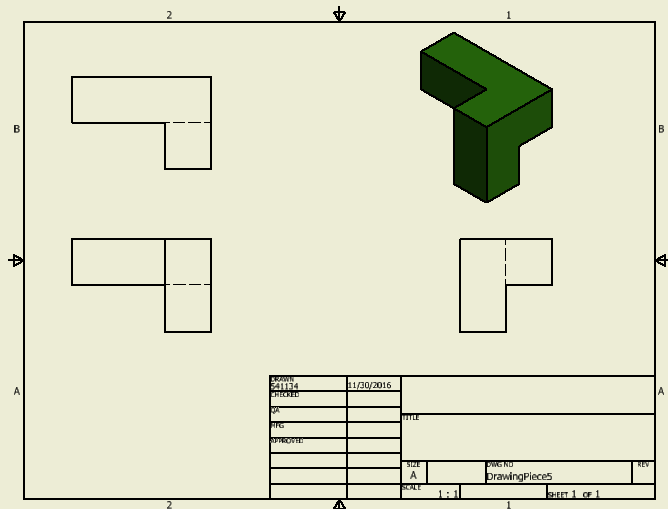 2 1
B B
A A
DRAWN
541134 11/30/2016
CHECKED
QA
TITLE
MFG
APPROVED
SIZE
A
DWG NO
DrawingPiece5
REV
SCALE
1 : 1
SHEET 1 OF 1
2 1